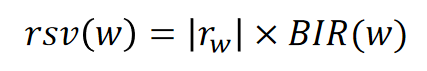 rsv(w) = |r_w| × BIR(w)